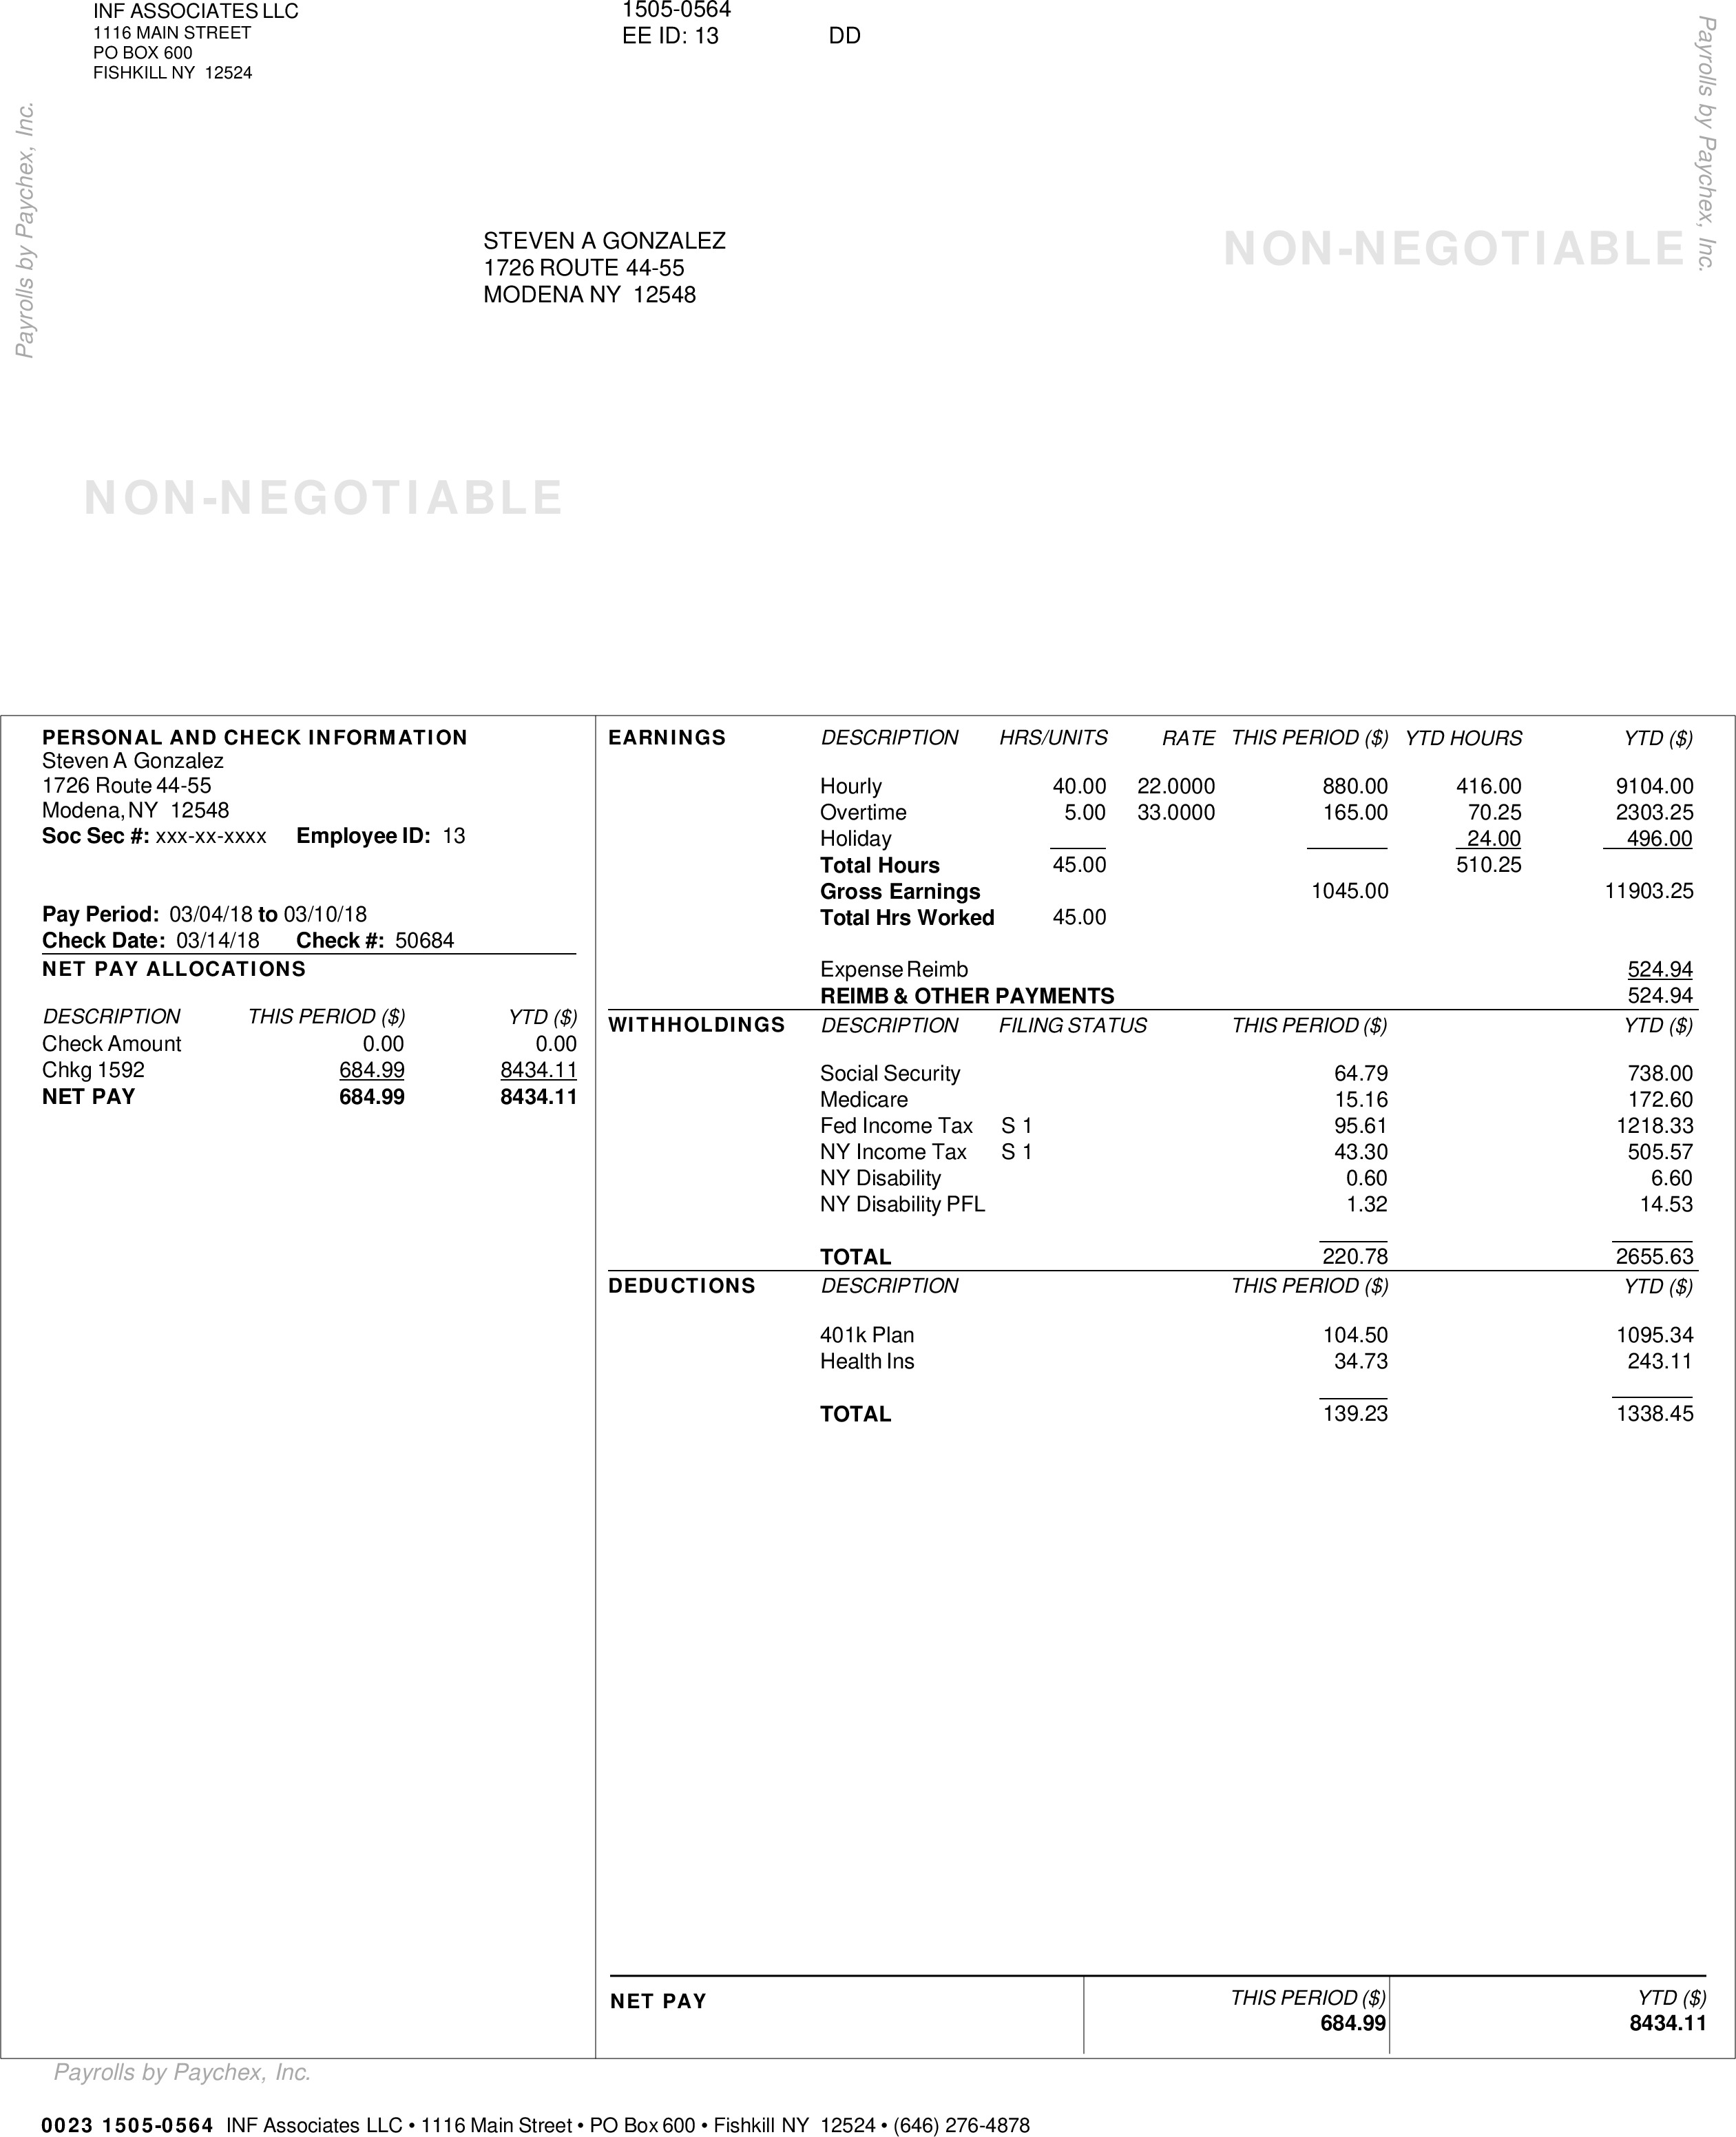 INF ASSOCIATES LLC
1116 MAIN STREET
PO BOX 600
FISHKILL NY 12524
1505-0564
EE ID: 13 DD
Payrolls by Paychex, Inc.
Payrolls by Paychex, Inc.
STEVEN A GONZALEZ
1726 ROUTE 44-55
MODENA NY 12548
NON-NEGOTIABLE
NON-NEGOTIABLE
PERSONAL AND CHECK INFORMATION
Steven A Gonzalez
1726 Route 44-55
Modena, NY 12548
Soc Sec #: xxx-xx-xxxx Employee ID: 13
Pay Period: 03/04/18 to 03/10/18
Check Date: 03/14/18 Check #: 50684
NET PAY ALLOCATIONS
DESCRIPTION THIS PERIOD ($) YTD ($)
Check Amount 0.00 0.00
Chkg 1592 684.99 8434.11
NET PAY 684.99 8434.11
EARNINGS DESCRIPTION HRS/UNITS RATE THIS PERIOD ($) YTD HOURS YTD ($)
Hourly 40.00 22.0000 880.00 416.00 9104.00
Overtime 5.00 33.0000 165.00 70.25 2303.25
Holiday 24.00 496.00
Total Hours 45.00 510.25
Gross Earnings 1045.00 11903.25
Total Hrs Worked 45.00
Expense Reimb 524.94
REIMB & OTHER PAYMENTS 524.94
WITHHOLDINGS DESCRIPTION FILING STATUS THIS PERIOD ($) YTD ($)
Social Security 64.79 738.00
Medicare 15.16 172.60
Fed Income Tax S 1 95.61 1218.33
NY Income Tax S 1 43.30 505.57
NY Disability 0.60 6.60
NY Disability PFL 1.32 14.53
TOTAL 220.78 2655.63
DEDUCTIONS DESCRIPTION THIS PERIOD ($) YTD ($)
401k Plan 104.50 1095.34
Health Ins 34.73 243.11
TOTAL 139.23 1338.45
NET PAY THIS PERIOD ($) YTD ($)
684.99 8434.11
Payrolls by Paychex, Inc.
0023 1505-0564 INF Associates LLC • 1116 Main Street • PO Box 600 • Fishkill NY 12524 • (646) 276-4878